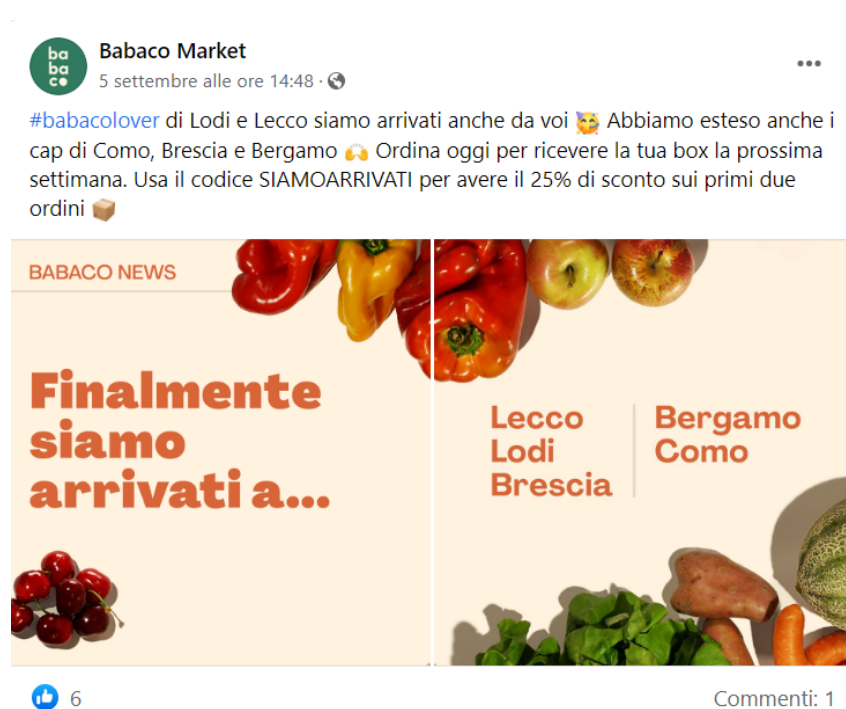 ba
ba
co
Babaco Market
5 settembre alle ore 14:48 ·
#babacolover di Lodi e Lecco siamo arrivati anche da voi 🥳 Abbiamo esteso anche i
cap di Como, Brescia e Bergamo 🙌 Ordina oggi per ricevere la tua box la prossima
settimana. Usa il codice SIAMOARRIVATI per avere il 25% di sconto sui primi due
ordini 📦
BABACO NEWS
Finalmente
siamo
arrivati a...
Lecco
Lodi
Brescia
Bergamo
Como
6
Commenti: 1